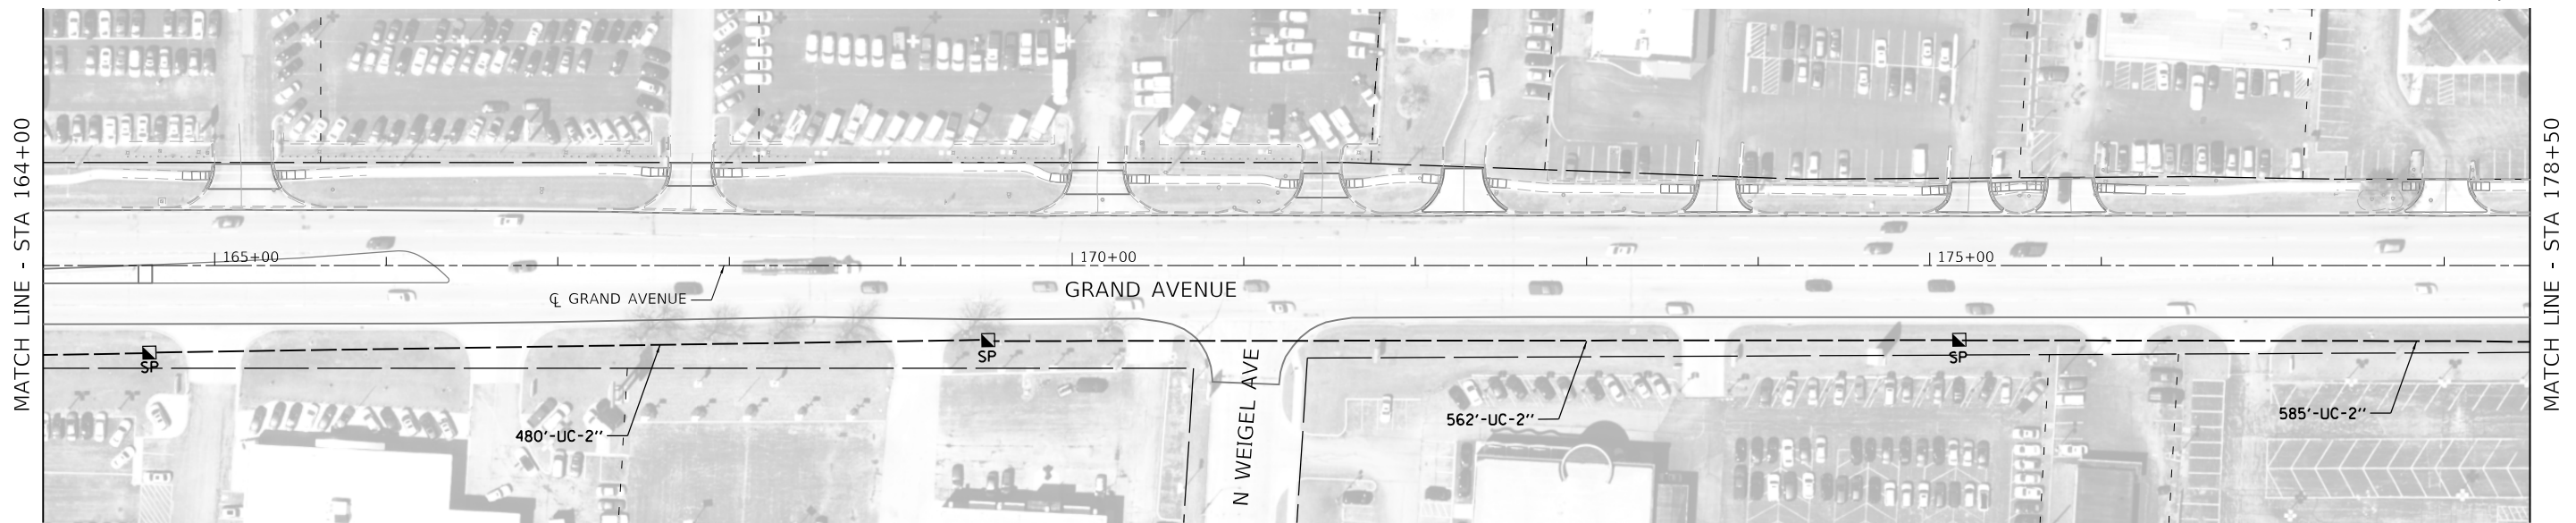 MATCH LINE - STA 164+00
165+00
170+00
175+00
℄ GRAND AVENUE
GRAND AVENUE
SP
SP
SP
N WEIGEL AVE
480'-UC-2"
562'-UC-2"
585'-UC-2"
MATCH LINE - STA 178+50